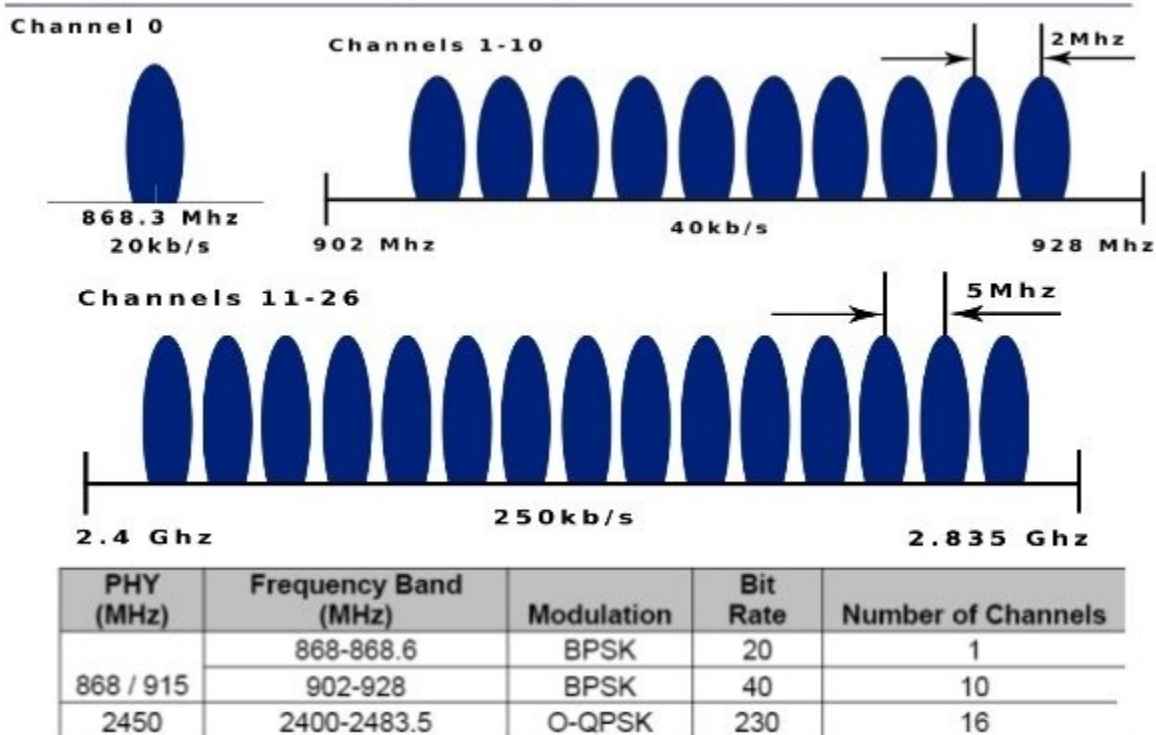 Channel 0
868.3 Mhz
20kb/s
Channels 1-10
2Mhz
902 Mhz
40kb/s
928 Mhz
Channels 11-26
5Mhz
2.4 Ghz
250kb/s
2.835 Ghz
PHY (MHz) Frequency Band (MHz) Modulation Bit Rate Number of Channels
868 / 915 868-868.6 BPSK 20 1
902-928 BPSK 40 10
2450 2400-2483.5 O-QPSK 230 16